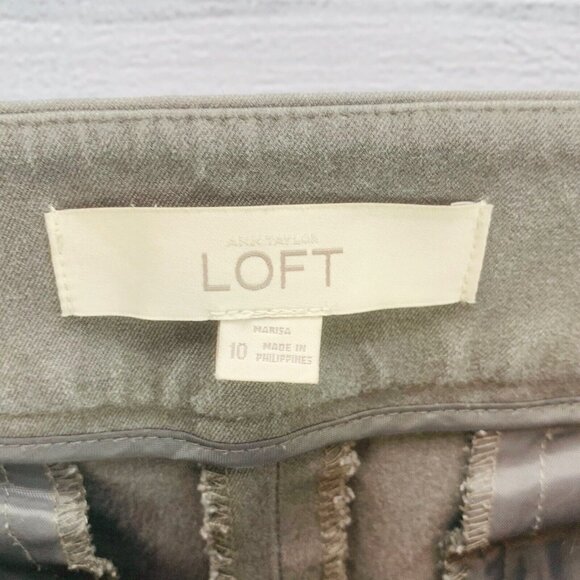 ANN TAYLOR
LOFT
MARISA
10
MADE IN
PHILIPPINES